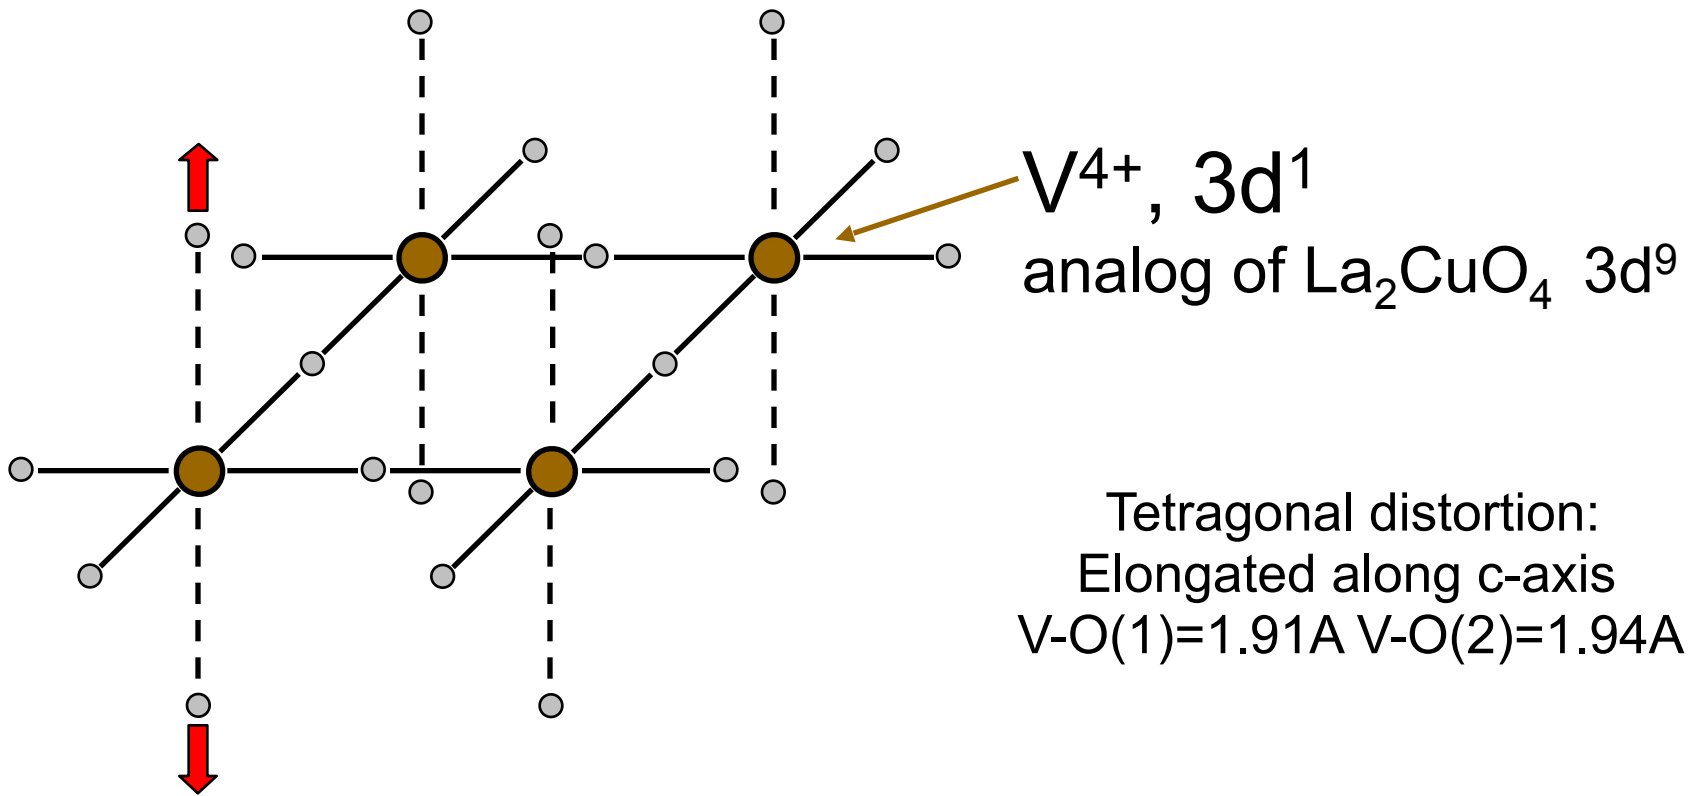 V⁴⁺, 3d¹
analog of La₂CuO₄ 3d⁹
Tetragonal distortion:
Elongated along c-axis
V-O(1)=1.91A V-O(2)=1.94A